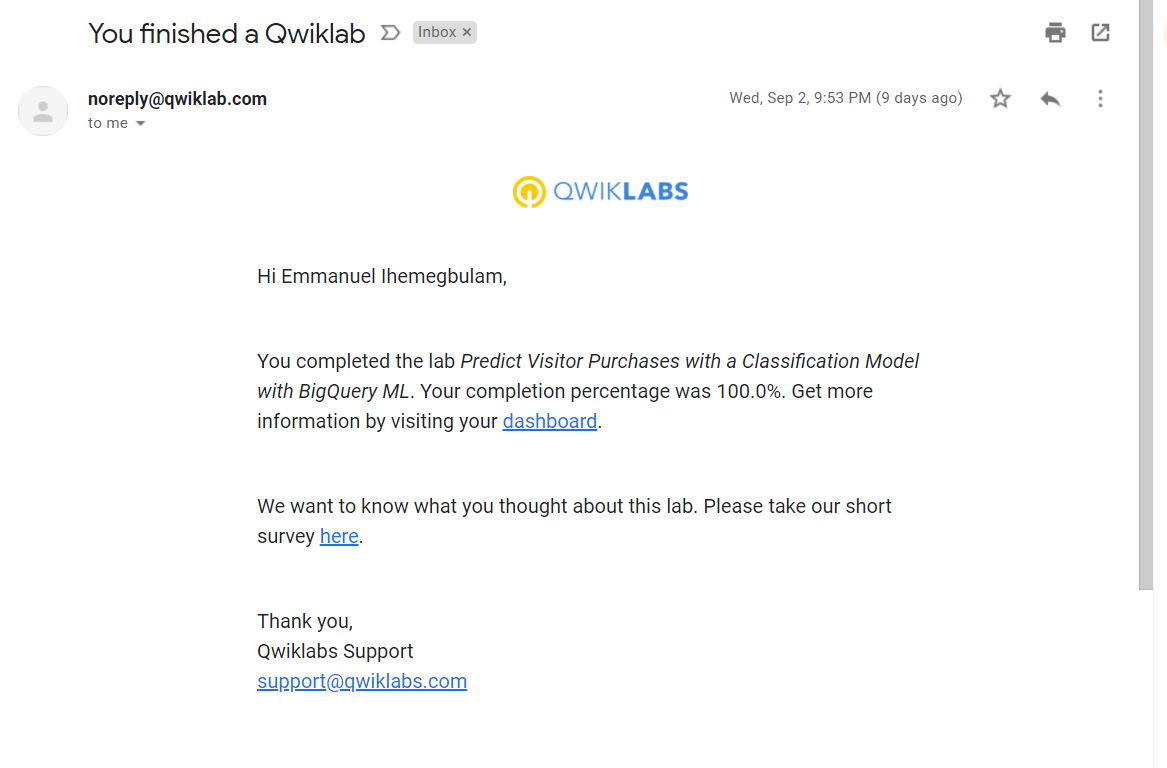 You finished a Qwiklab Inbox ×
noreply@qwiklab.com Wed, Sep 2, 9:53 PM (9 days ago)
to me
QWIKLABS
Hi Emmanuel Ihemegbulam,
You completed the lab Predict Visitor Purchases with a Classification Model
with BigQuery ML. Your completion percentage was 100.0%. Get more
information by visiting your dashboard.
We want to know what you thought about this lab. Please take our short
survey here.
Thank you,
Qwiklabs Support
support@qwiklabs.com